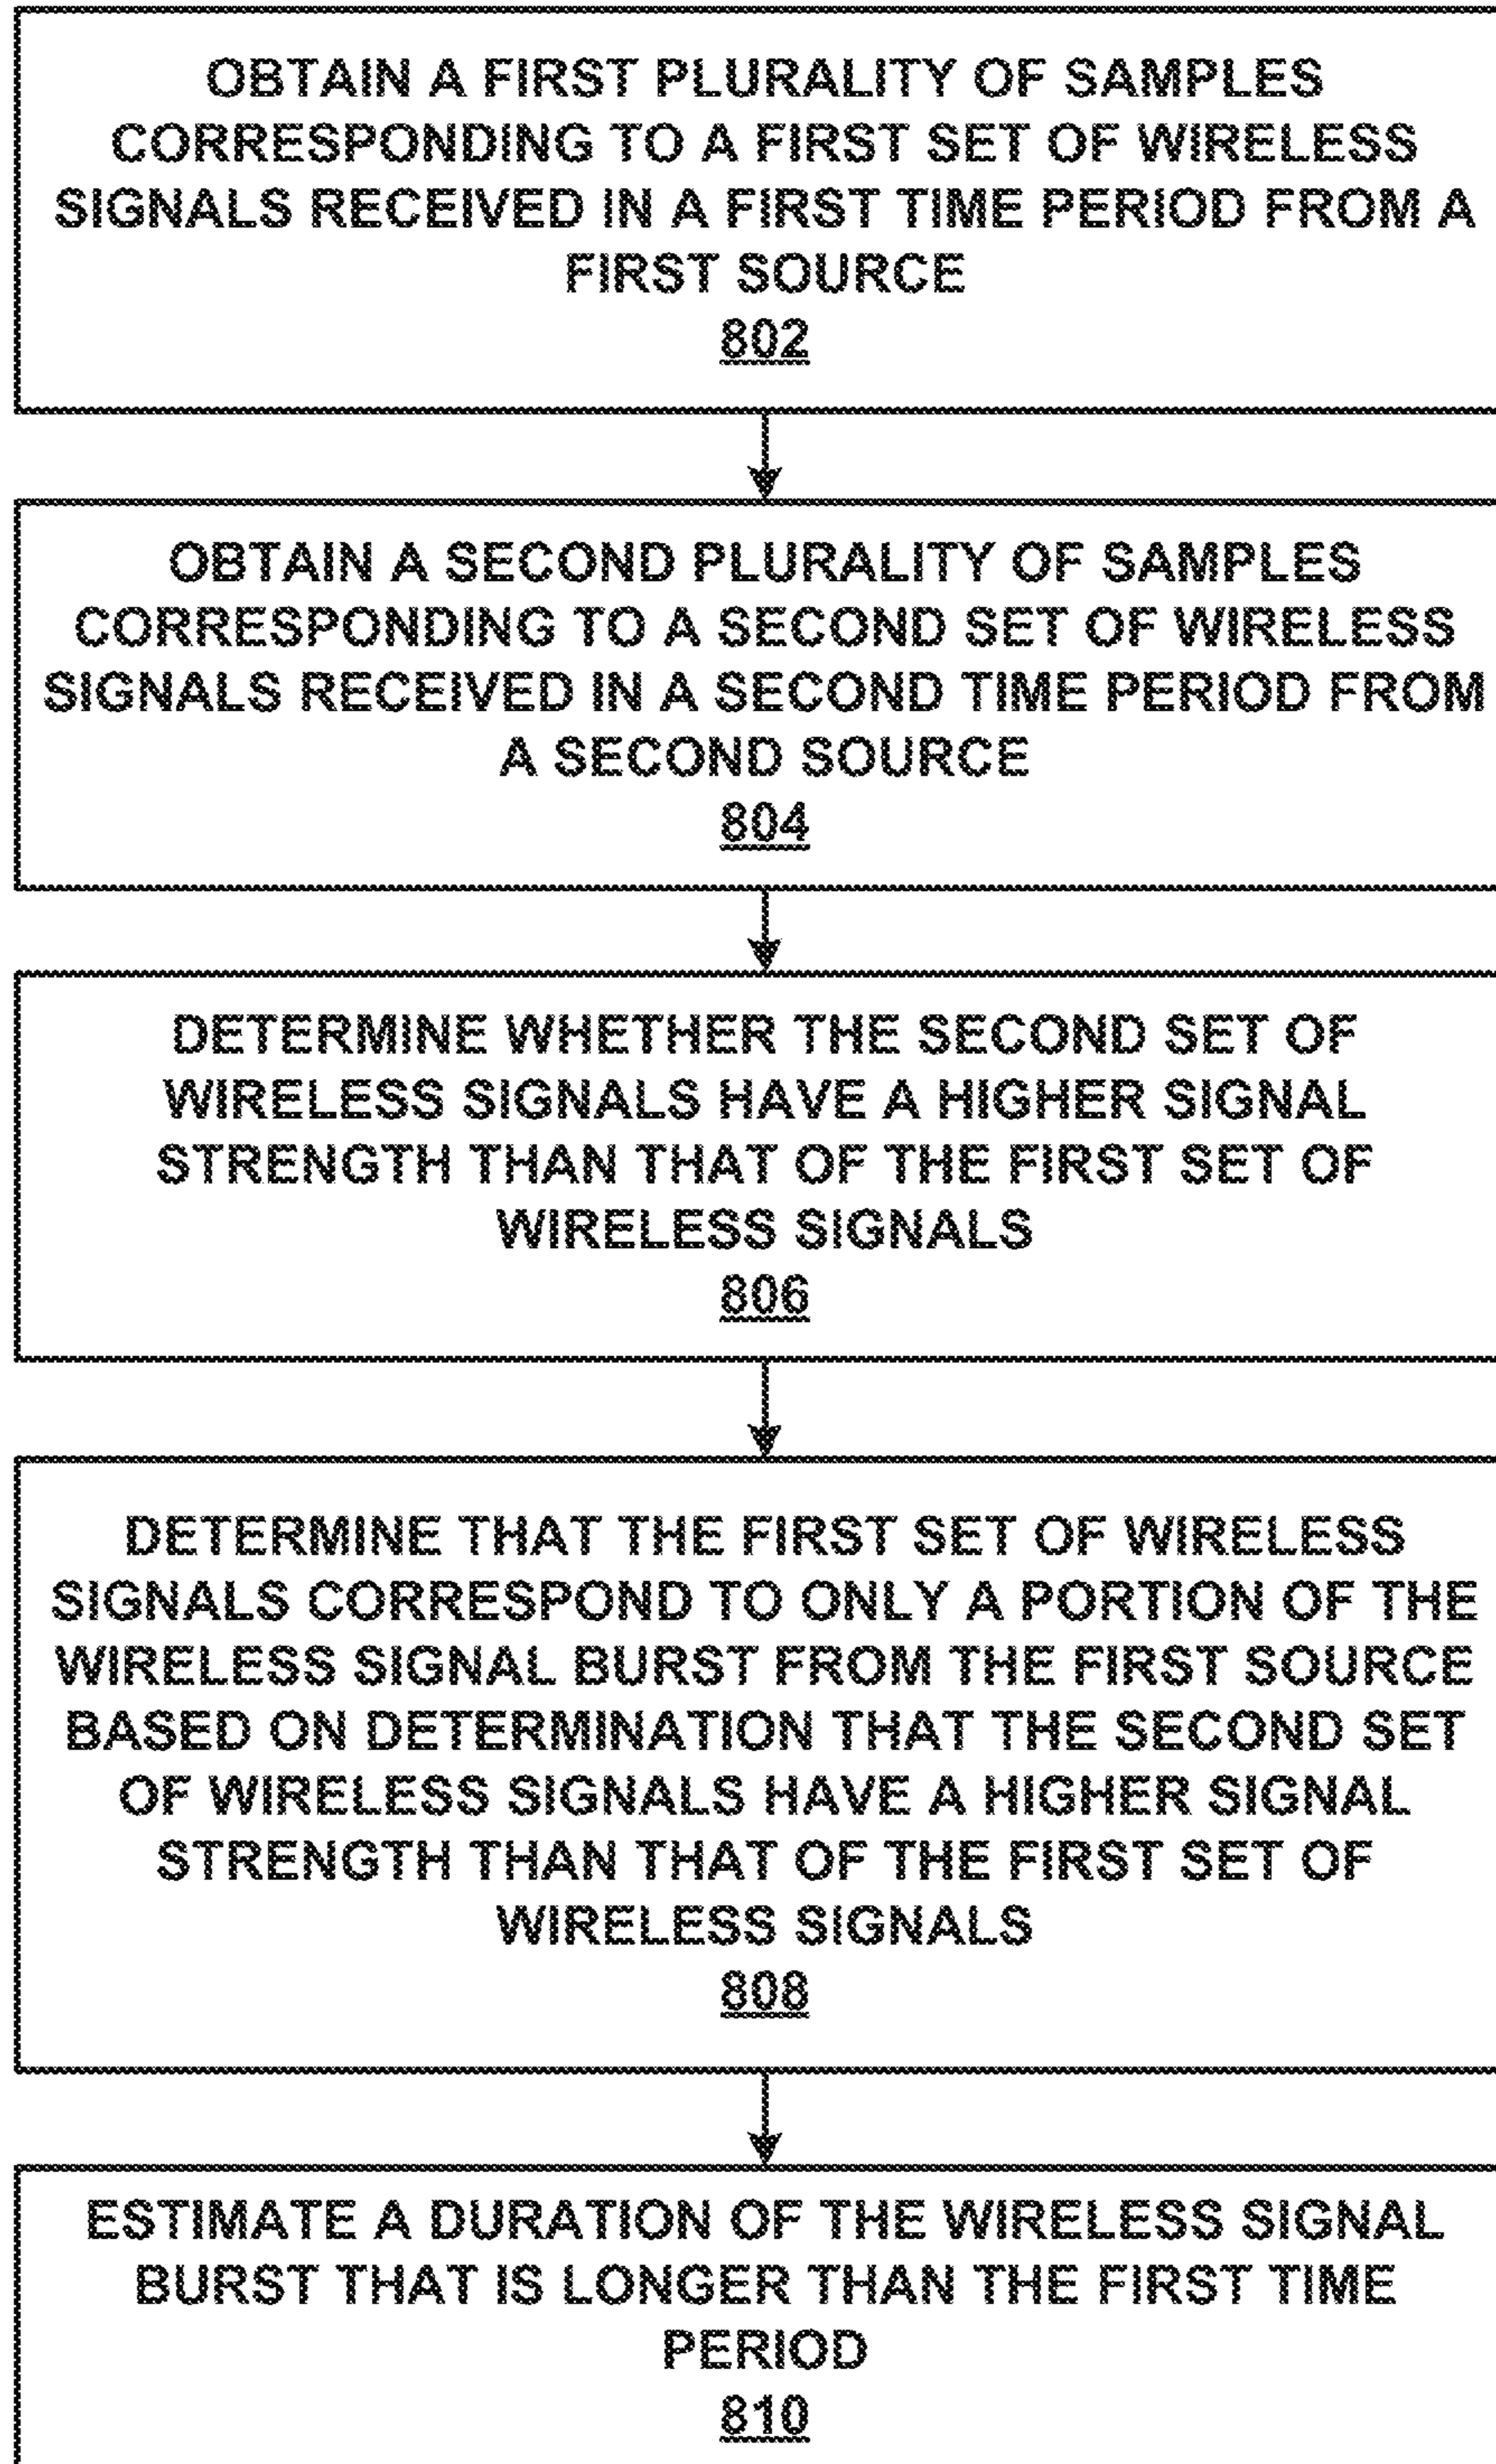 OBTAIN A FIRST PLURALITY OF SAMPLES
CORRESPONDING TO A FIRST SET OF WIRELESS
SIGNALS RECEIVED IN A FIRST TIME PERIOD FROM A
FIRST SOURCE
802
OBTAIN A SECOND PLURALITY OF SAMPLES
CORRESPONDING TO A SECOND SET OF WIRELESS
SIGNALS RECEIVED IN A SECOND TIME PERIOD FROM
A SECOND SOURCE
804
DETERMINE WHETHER THE SECOND SET OF
WIRELESS SIGNALS HAVE A HIGHER SIGNAL
STRENGTH THAN THAT OF THE FIRST SET OF
WIRELESS SIGNALS
806
DETERMINE THAT THE FIRST SET OF WIRELESS
SIGNALS CORRESPOND TO ONLY A PORTION OF THE
WIRELESS SIGNAL BURST FROM THE FIRST SOURCE
BASED ON DETERMINATION THAT THE SECOND SET
OF WIRELESS SIGNALS HAVE A HIGHER SIGNAL
STRENGTH THAN THAT OF THE FIRST SET OF
WIRELESS SIGNALS
808
ESTIMATE A DURATION OF THE WIRELESS SIGNAL
BURST THAT IS LONGER THAN THE FIRST TIME
PERIOD
810